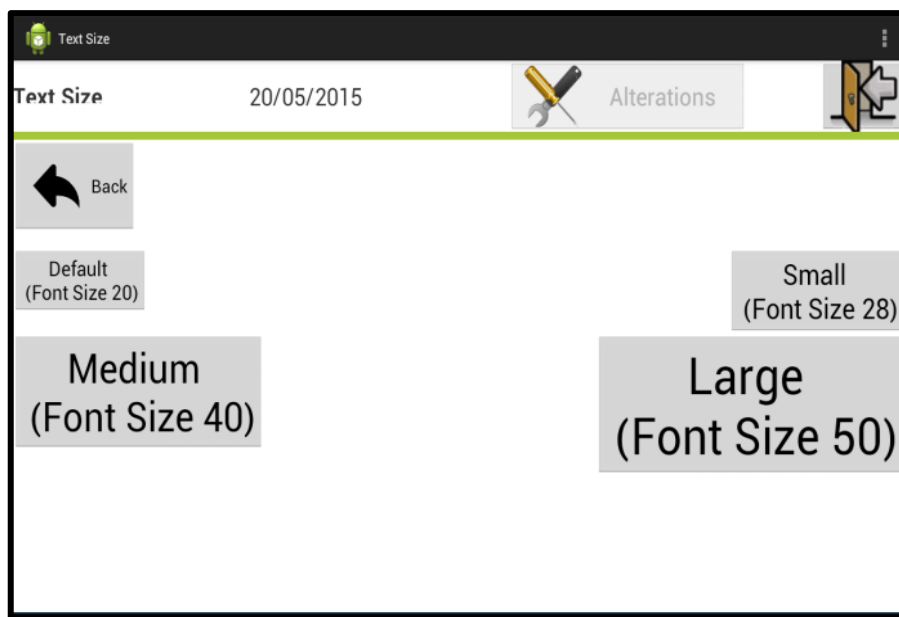 Text Size
Text Size 20/05/2015 Alterations
Back
Default
(Font Size 20)
Small
(Font Size 28)
Medium
(Font Size 40)
Large
(Font Size 50)